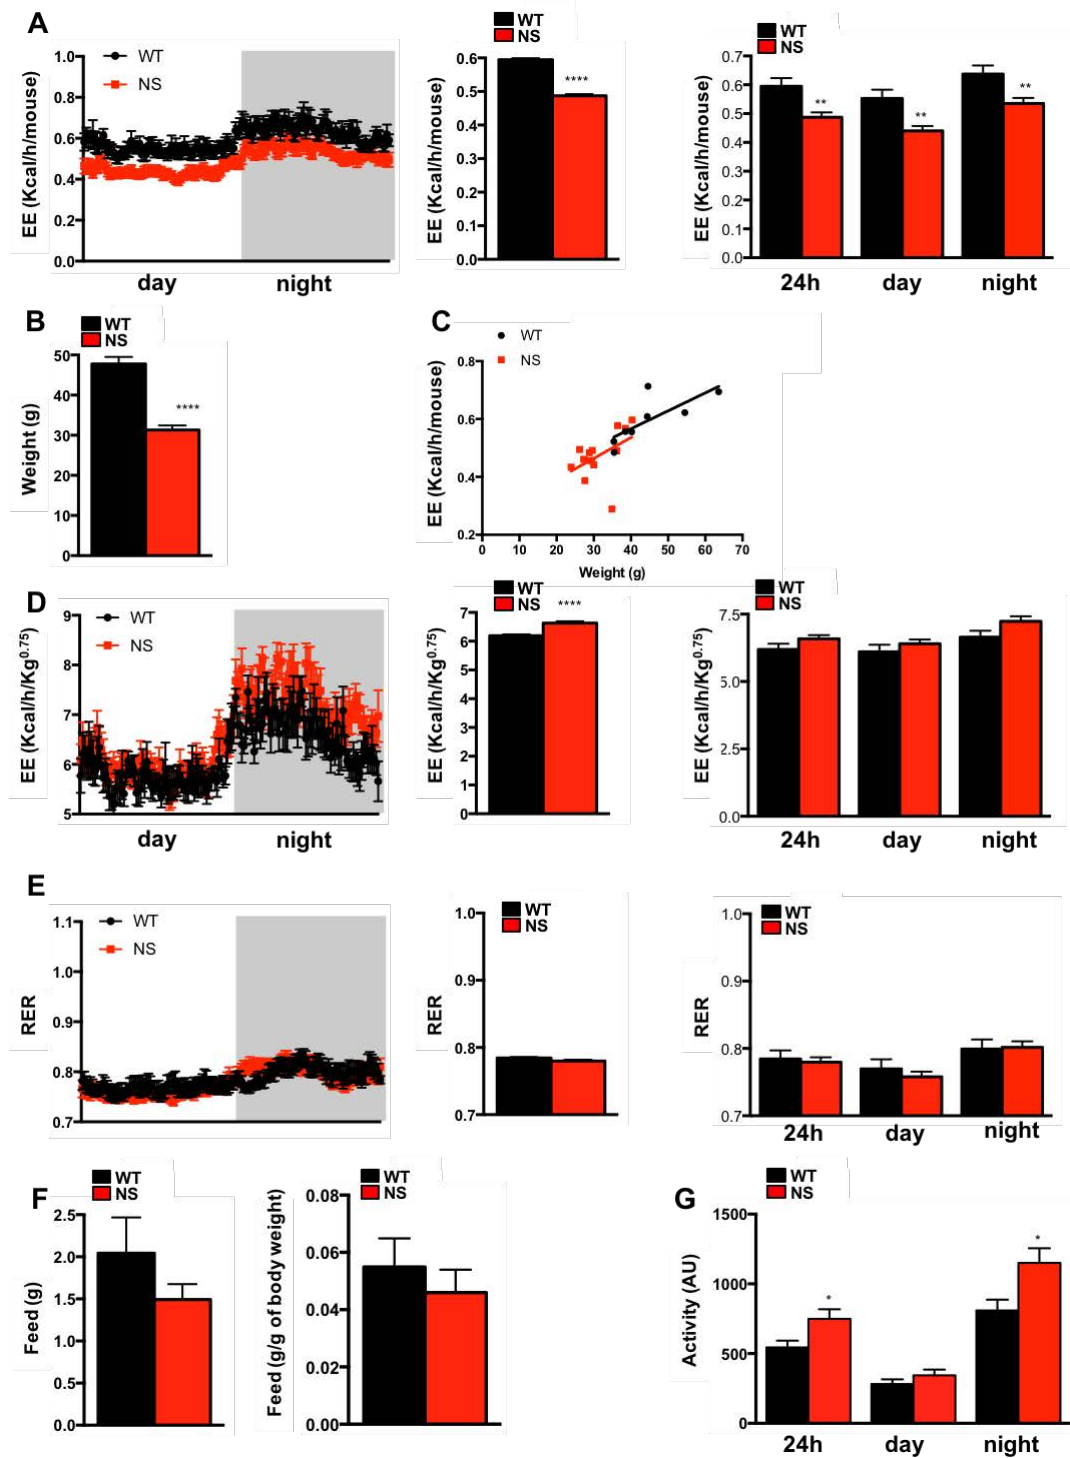 A
WT
NS
EE (Kcal/h/mouse)
1.0
0.8
0.6
0.4
0.2
0.0
day
night
WT
NS
EE (Kcal/h/mouse)
0.6
0.5
0.4
0.3
0.2
0.1
0.0
****
WT
NS
EE (Kcal/h/mouse)
0.7
0.6
0.5
0.4
0.3
0.2
0.1
0.0
**
**
**
24h
day
night
B
WT
NS
Weight (g)
50
40
30
20
10
0
****
C
WT
NS
EE (Kcal/h/mouse)
0.8
0.6
0.4
0.2
0
10
20
30
40
50
60
70
Weight (g)
D
WT
NS
EE (Kcal/h/Kg0.75)
9
8
7
6
5
day
night
WT
NS
EE (Kcal/h/Kg0.75)
7
6
5
4
3
2
1
0
****
WT
NS
EE (Kcal/h/Kg0.75)
7.5
5.0
2.5
0.0
24h
day
night
E
WT
NS
RER
1.1
1.0
0.9
0.8
0.7
WT
NS
RER
1.0
0.9
0.8
0.7
WT
NS
RER
1.0
0.9
0.8
0.7
24h
day
night
F
WT
NS
Feed (g)
2.5
2.0
1.5
1.0
0.5
0.0
WT
NS
Feed (g/g of body weight)
0.08
0.06
0.04
0.02
0.00
G
WT
NS
Activity (AU)
1500
1000
500
0
*
*
24h
day
night